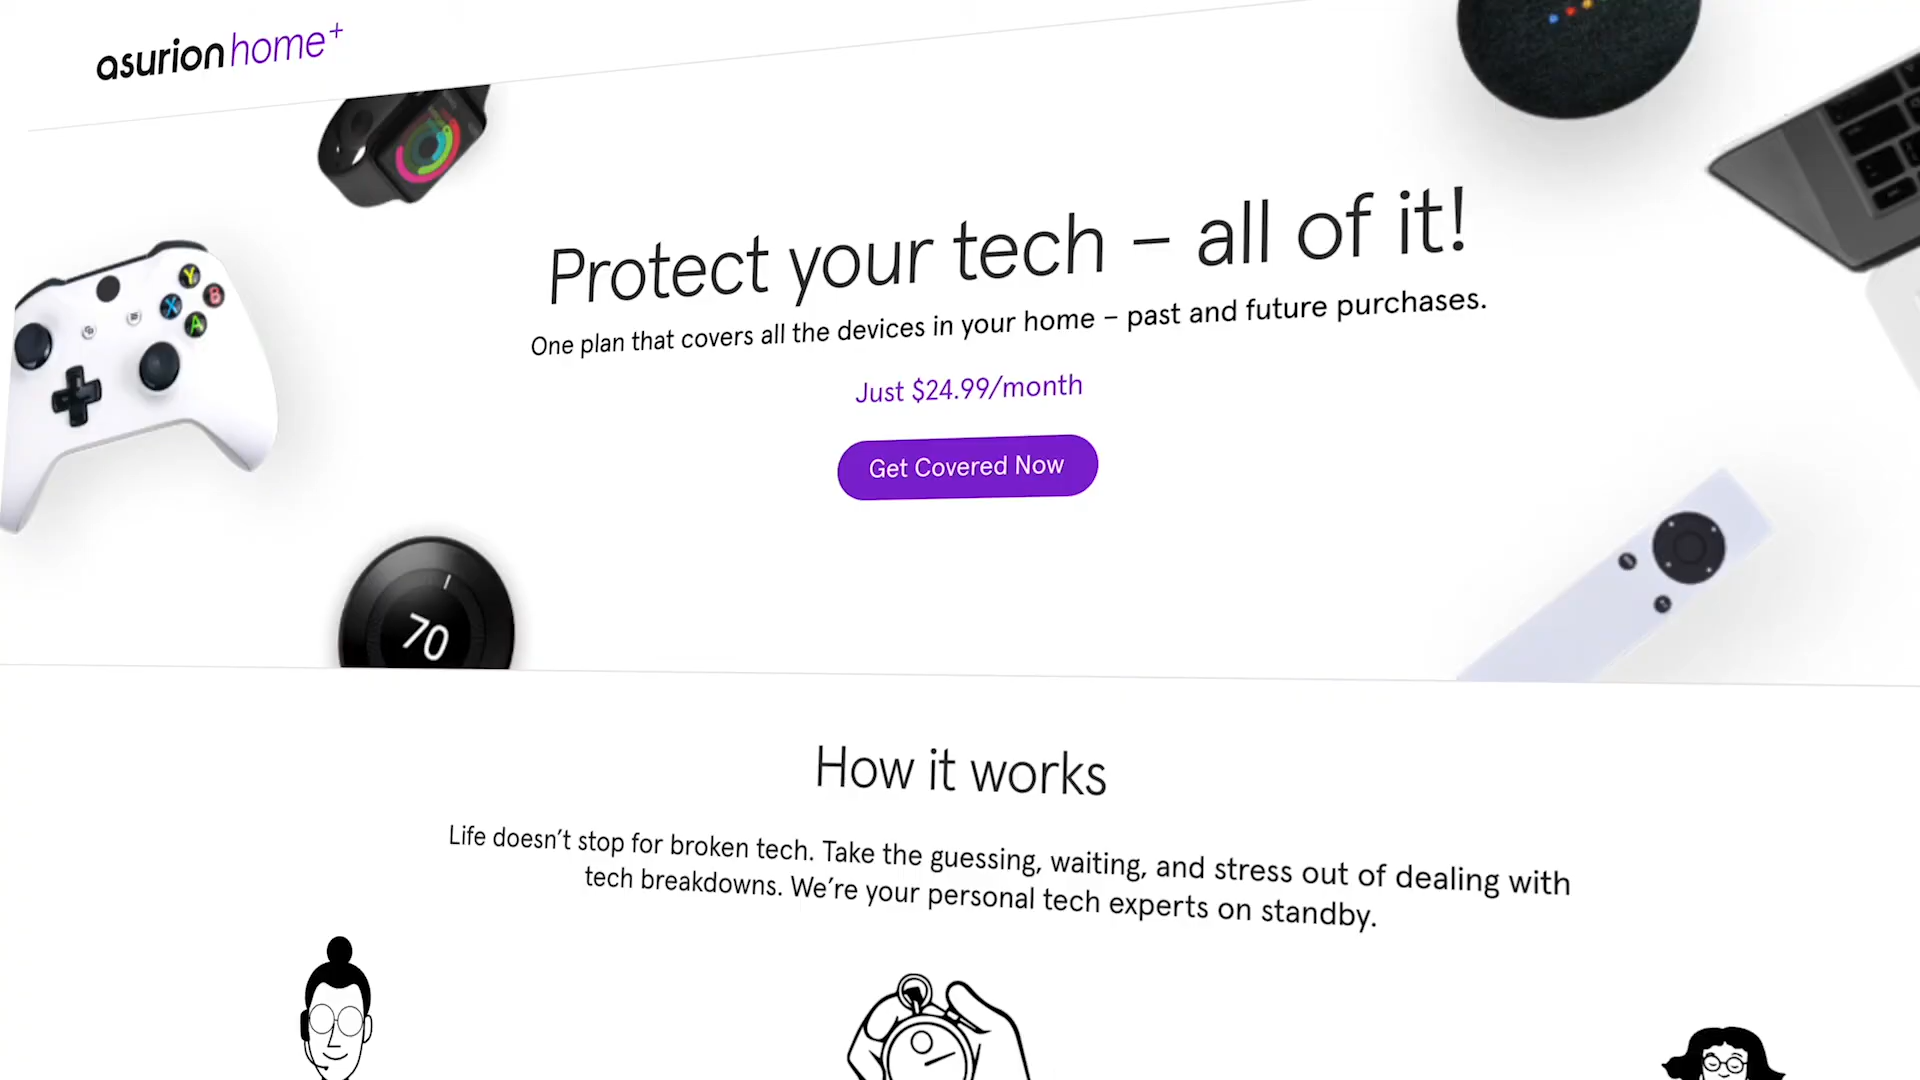 asurion home+
Protect your tech – all of it!
One plan that covers all the devices in your home – past and future purchases.
Just $24.99/month
Get Covered Now
Y
X
B
A
70
How it works
Life doesn’t stop for broken tech. Take the guessing, waiting, and stress out of dealing with
tech breakdowns. We’re your personal tech experts on standby.